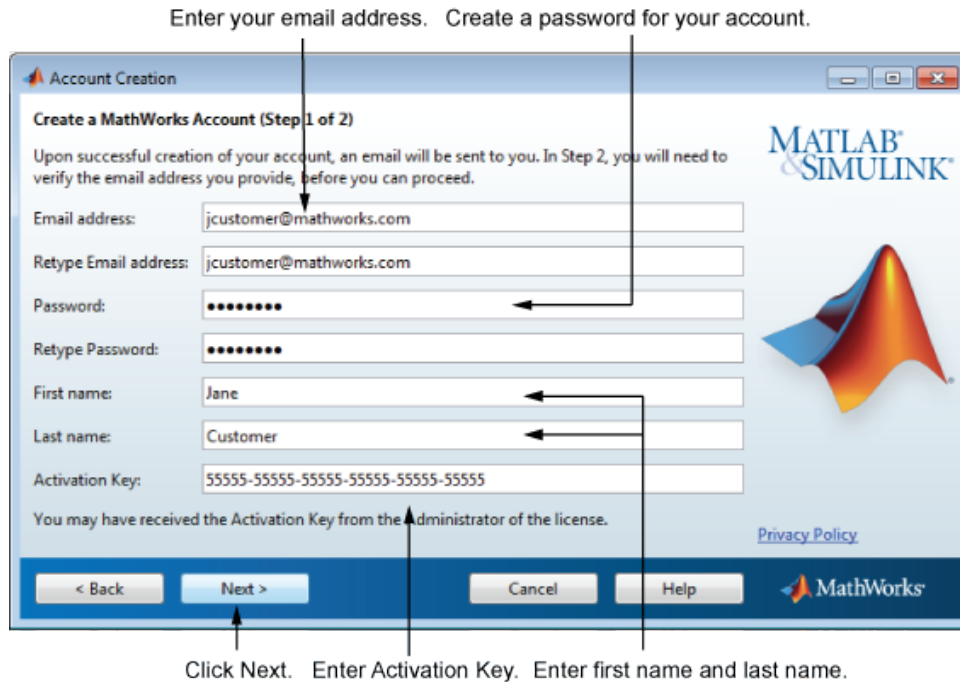 Enter your email address. Create a password for your account.
Account Creation
Create a MathWorks Account (Step 1 of 2)
Upon successful creation of your account, an email will be sent to you. In Step 2, you will need to
verify the email address you provide, before you can proceed.
MATLAB®
&SIMULINK®
Email address: jcustomer@mathworks.com
Retype Email address: jcustomer@mathworks.com
Password: ●●●●●●●●
Retype Password: ●●●●●●●●
First name: Jane
Last name: Customer
Activation Key: 55555-55555-55555-55555-55555-55555
You may have received the Activation Key from the Administrator of the license.
Privacy Policy
< Back Next > Cancel Help MathWorks®
Click Next. Enter Activation Key. Enter first name and last name.